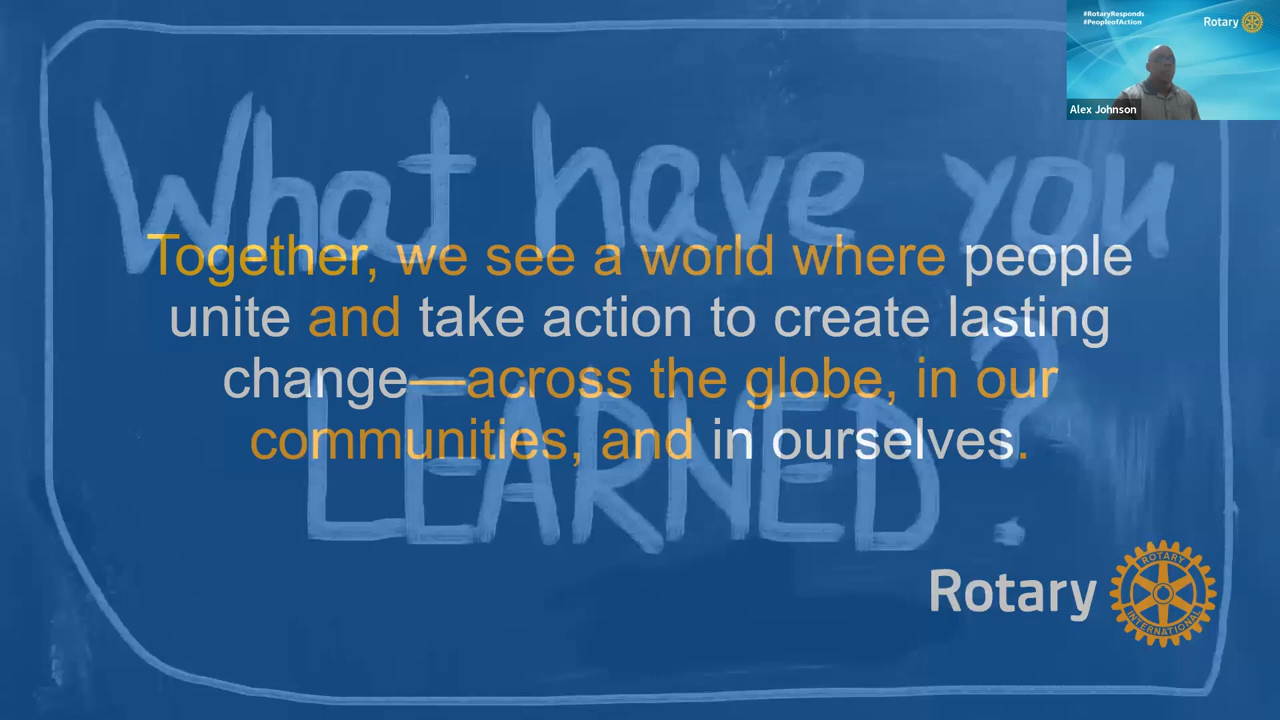 #RotaryResponds
#PeopleofAction
Rotary
Alex Johnson
What have you
LEARNED?
Together, we see a world where people
unite and take action to create lasting
change—across the globe, in our
communities, and in ourselves.
Rotary
ROTARY
INTERNATIONAL